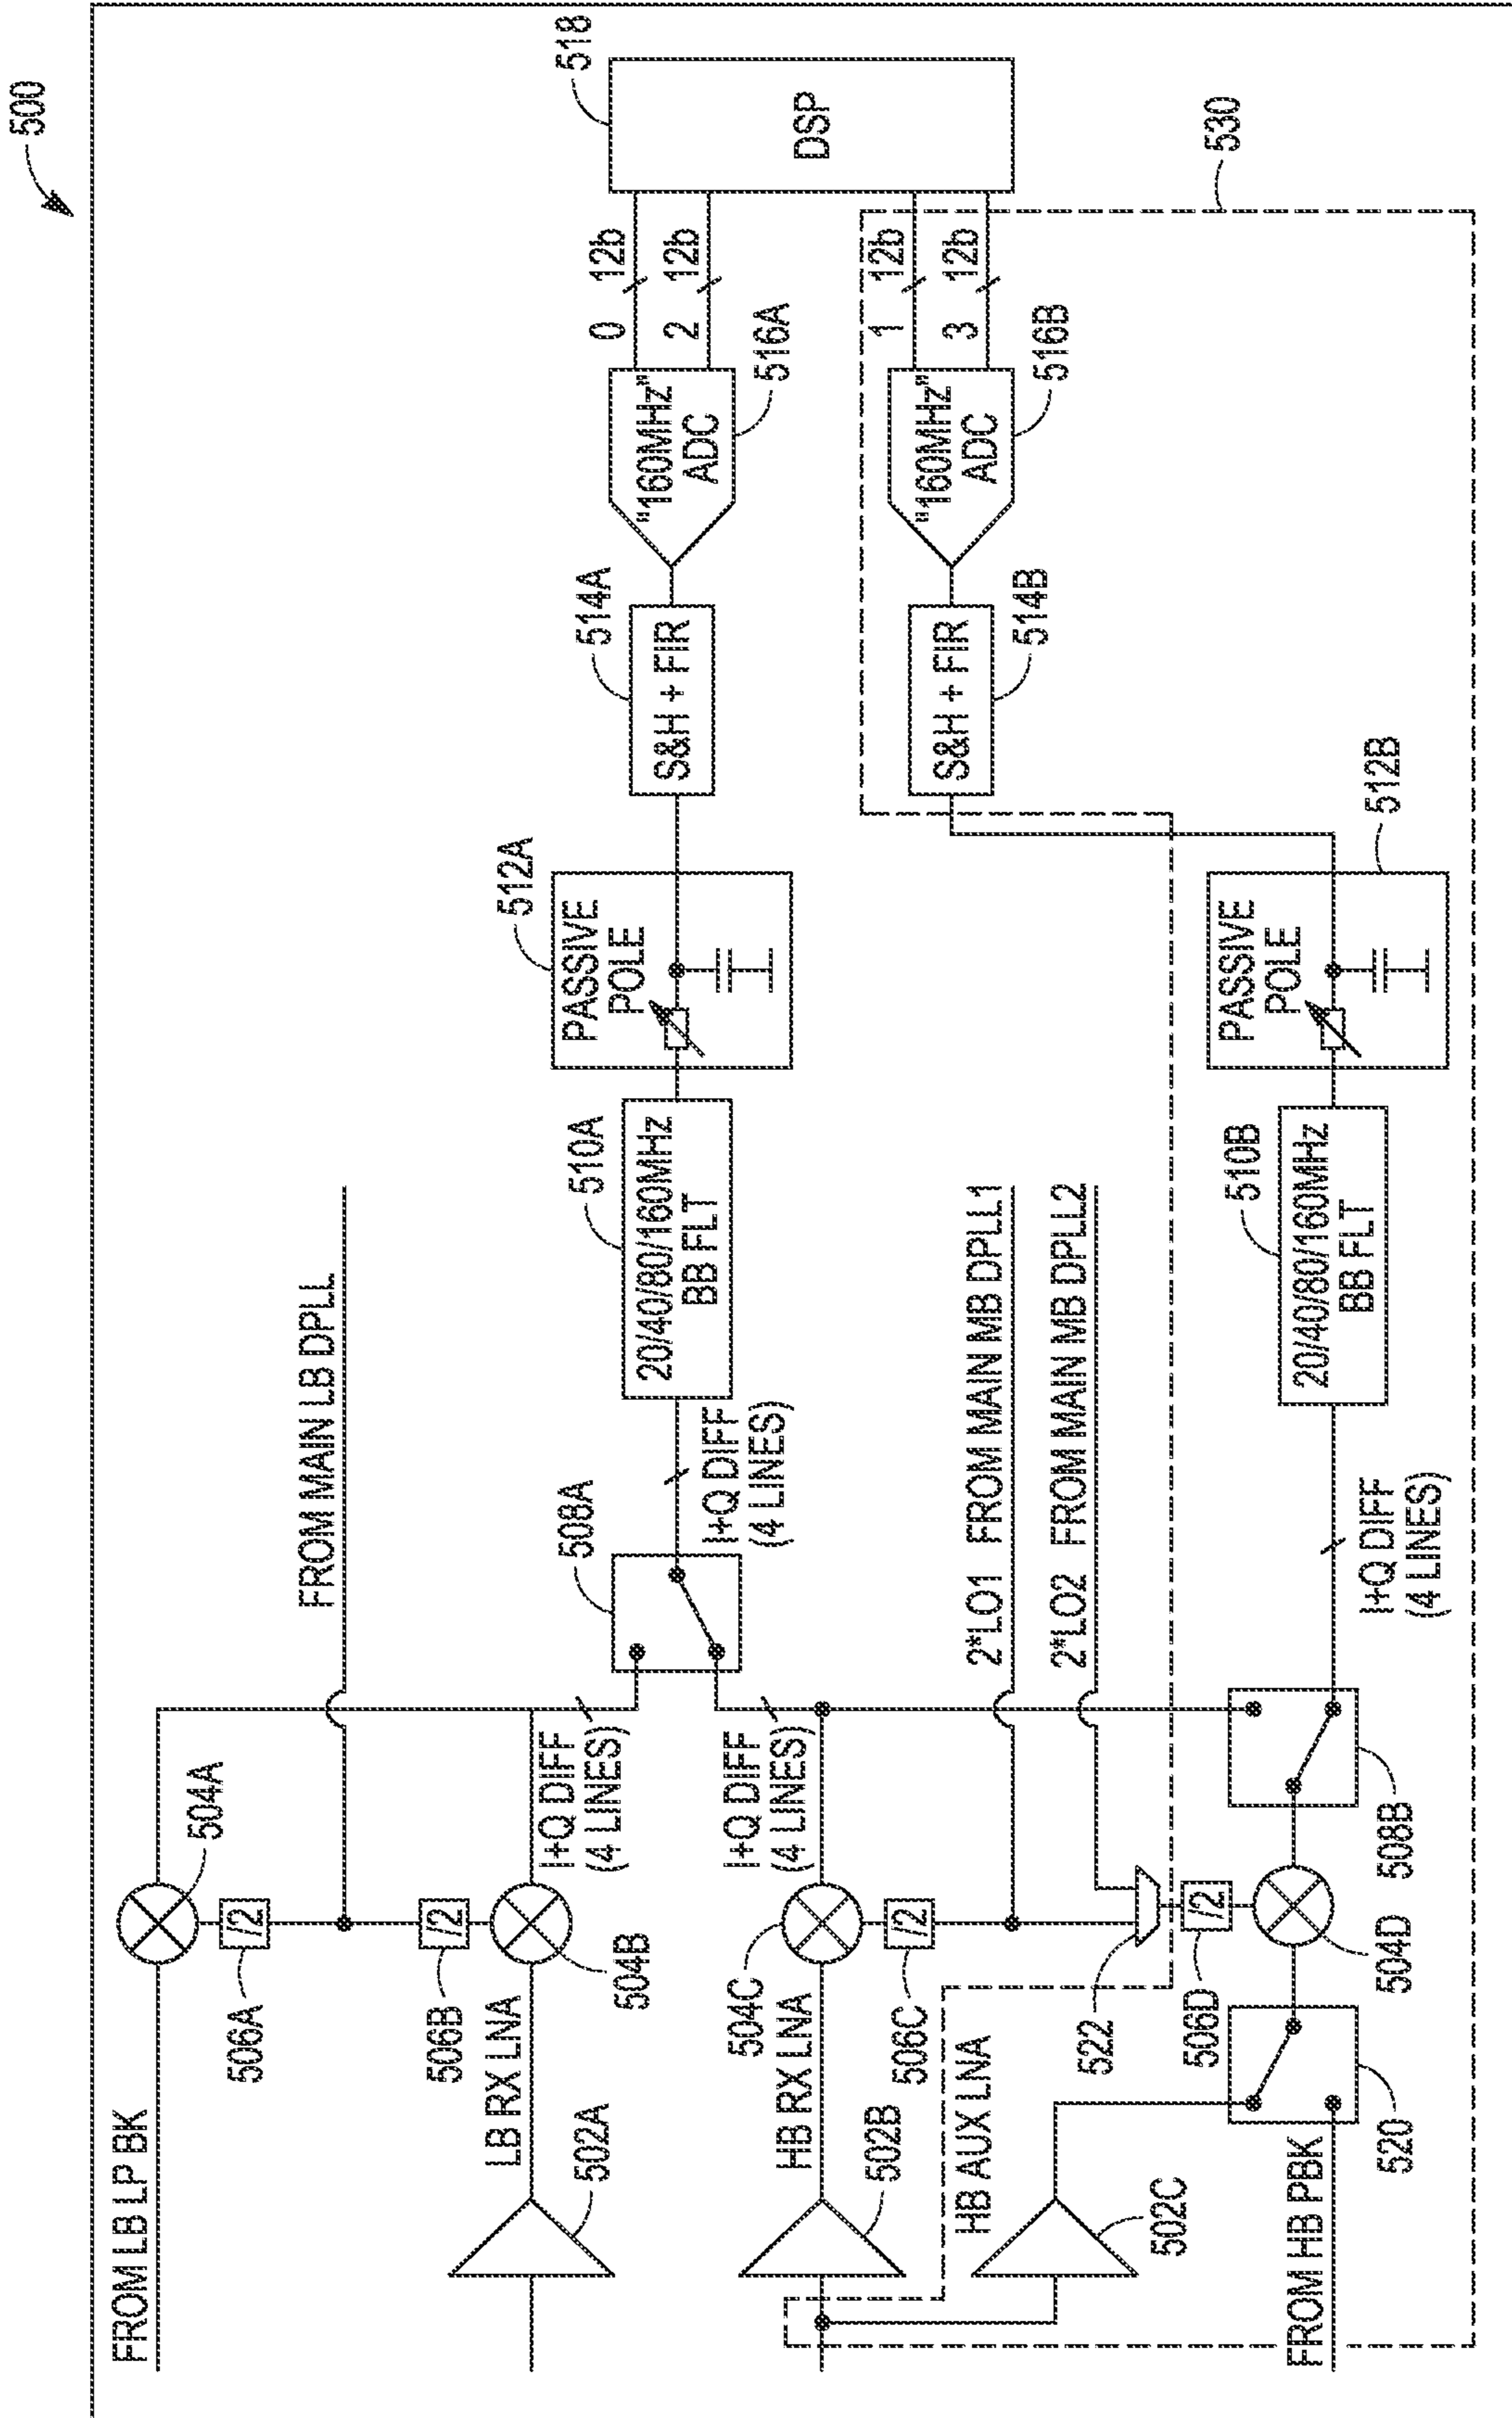 500
FROM LB LP BK
504A
506A
FROM MAIN LB DPLL
506B
504B
LB RX LNA
502A
I+Q DIFF
(4 LINES)
508A
I+Q DIFF
(4 LINES)
510A
20/40/80/160MHz
BB FLT
512A
PASSIVE
POLE
514A
S&H + FIR
"160MHz"
ADC
516A
0
12b
2
12b
518
DSP
/2
/2
HB RX LNA
502B
504C
/2
506C
I+Q DIFF
(4 LINES)
2*LO1 FROM MAIN MB DPLL1
2*LO2 FROM MAIN MB DPLL2
HB AUX LNA
502C
522
/2
506D
504D
520
FROM HB PBK
508B
I+Q DIFF
(4 LINES)
510B
20/40/80/160MHz
BB FLT
512B
PASSIVE
POLE
514B
S&H + FIR
"160MHz"
ADC
516B
1
12b
3
12b
530